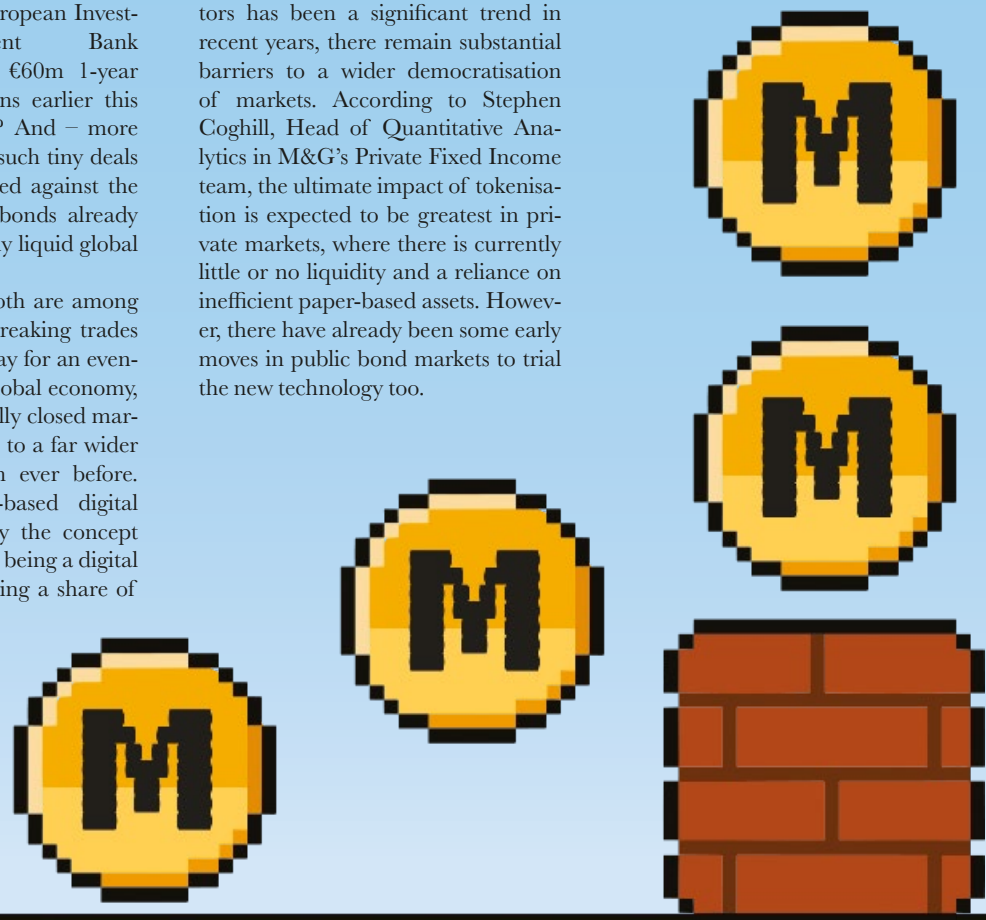 ropean Invest-
ent Bank
€60m 1-year
ns earlier this
? And – more
such tiny deals
ed against the
bonds already
y liquid global
oth are among
reaking trades
ay for an even-
lobal economy,
lly closed mar-
to a far wider
n ever before.
-based digital
y the concept
being a digital
ing a share of
tors has been a significant trend in
recent years, there remain substantial
barriers to a wider democratisation
of markets. According to Stephen
Coghill, Head of Quantitative Ana-
lytics in M&G's Private Fixed Income
team, the ultimate impact of tokenisa-
tion is expected to be greatest in pri-
vate markets, where there is currently
little or no liquidity and a reliance on
inefficient paper-based assets. Howev-
er, there have already been some early
moves in public bond markets to trial
the new technology too.
M
M
M
M